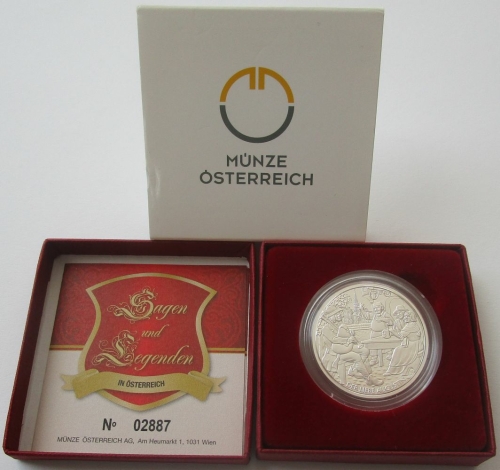 MÜNZE
ÖSTERREICH
Sagen
und
Legenden
IN ÖSTERREICH
Nº 02887
MÜNZE ÖSTERREICH AG, Am Heumarkt 1, 1031 Wien